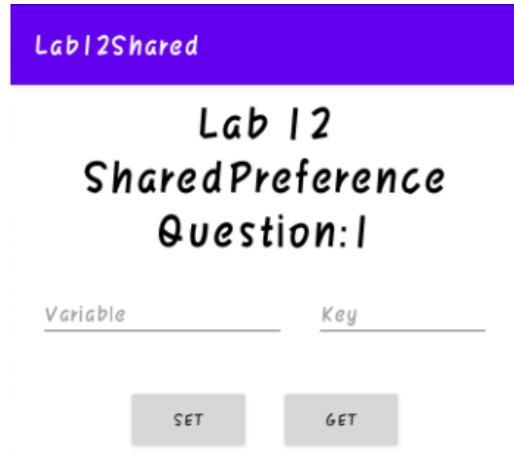 Lab12Shared
Lab 12
SharedPreference
Question:1
Variable Key
SET GET